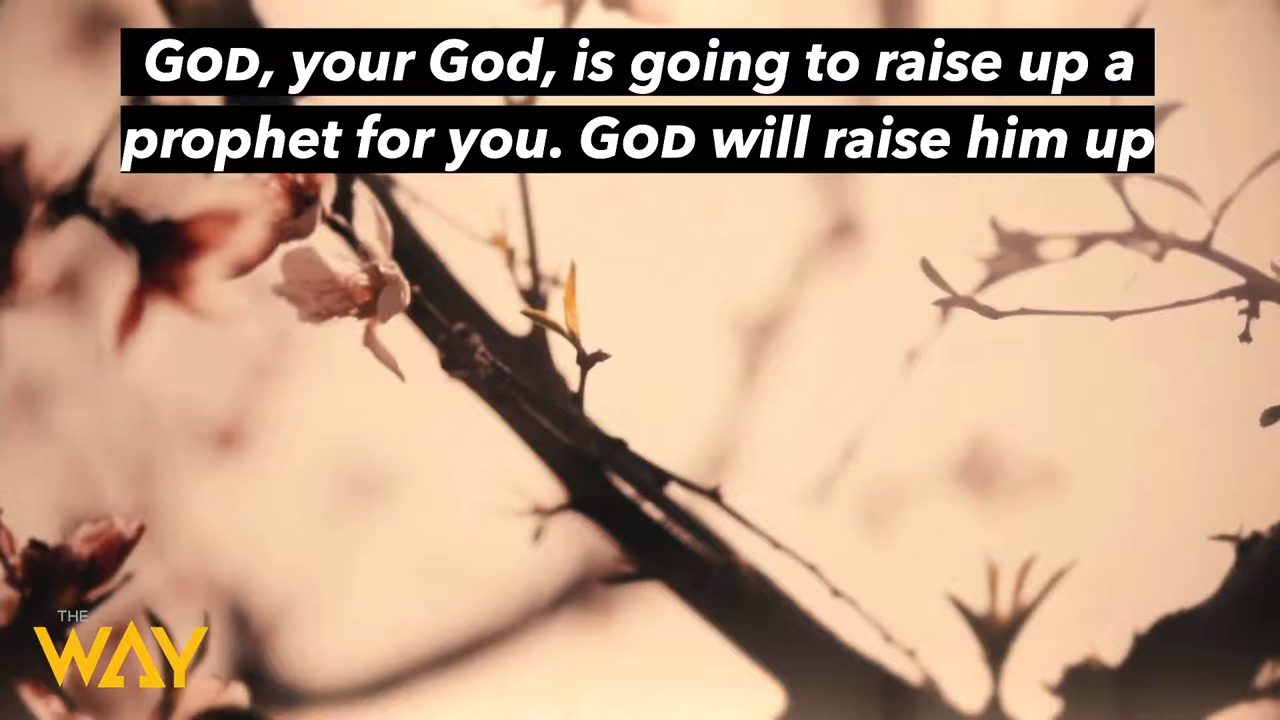 GOD, your God, is going to raise up a
prophet for you. GOD will raise him up
THE
WAY